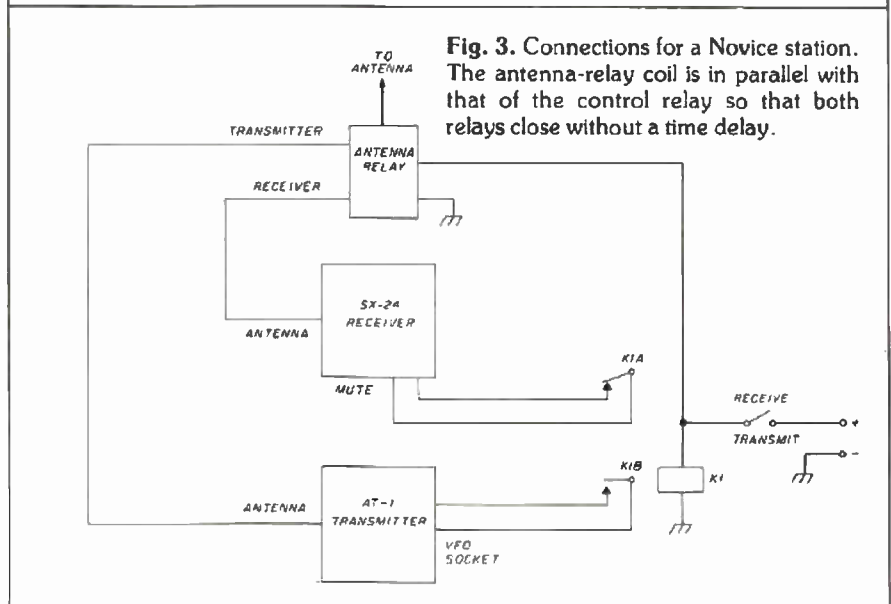 Fig. 3. Connections for a Novice station.
The antenna-relay coil is in parallel with
that of the control relay so that both
relays close without a time delay.
TO
ANTENNA
TRANSMITTER
ANTENNA
RELAY
RECEIVER
SX-24
RECEIVER
ANTENNA
MUTE
K1A
RECEIVE
TRANSMIT
+
-
K1B
K1
ANTENNA
AT-1
TRANSMITTER
VFO
SOCKET